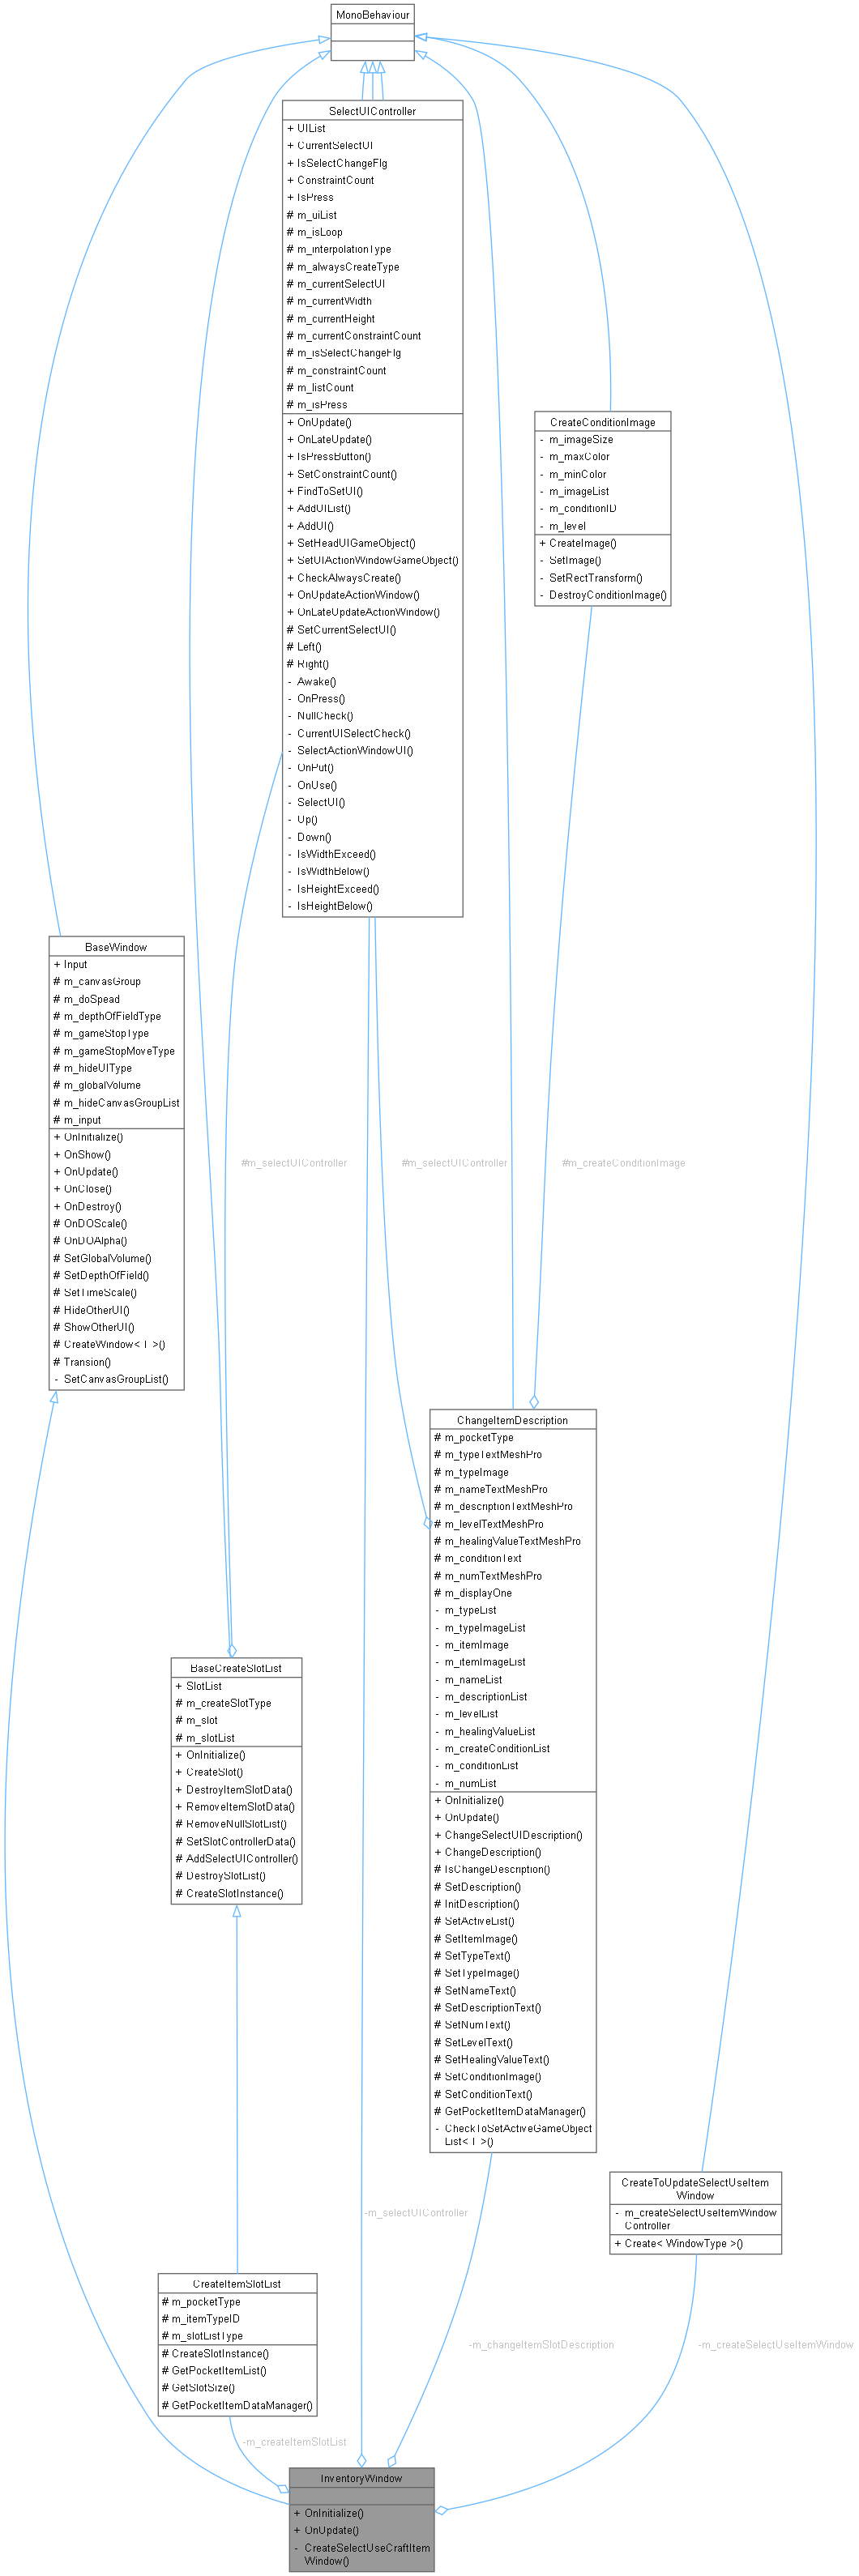 MonoBehaviour
SelectUIController
+ UIList
+ CurrentSelectUI
+ IsSelectChangeFlg
+ ConstraintCount
+ IsPress
# m_uiList
# m_isLoop
# m_interpolationType
# m_alwaysCreateType
# m_currentSelectUI
# m_currentWidth
# m_currentHeight
# m_currentConstraintCount
# m_isSelectChangeFlg
# m_constraintCount
# m_listCount
# m_isPress
+ OnUpdate()
+ OnLateUpdate()
+ IsPressButton()
+ SetConstraintCount()
+ FindToSetUI()
+ AddUIList()
+ AddUI()
+ SetHeadUIGameObject()
+ SetUIActionWindowGameObject()
+ CheckAlwaysCreate()
+ OnUpdateActionWindow()
+ OnLateUpdateActionWindow()
# SetCurrentSelectUI()
# Left()
# Right()
- Awake()
- OnPress()
- NullCheck()
- CurrentUISelectCheck()
- SelectActionWindowUI()
- OnPut()
- OnUse()
- SelectUI()
- Up()
- Down()
- IsWidthExceed()
- IsWidthBelow()
- IsHeightExceed()
- IsHeightBelow()
CreateConditionImage
- m_imageSize
- m_maxColor
- m_minColor
- m_imageList
- m_conditionID
- m_level
+ CreateImage()
- SetImage()
- SetRectTransform()
- DestroyConditionImage()
BaseWindow
+ Input
# m_canvasGroup
# m_doSpead
# m_depthOfFieldType
# m_gameStopType
# m_gameStopMoveType
# m_hideUIType
# m_globalVolume
# m_hideCanvasGroupList
# m_input
+ OnInitialize()
+ OnShow()
+ OnUpdate()
+ OnClose()
+ OnDestroy()
# OnDOScale()
# OnDOAlpha()
# SetGlobalVolume()
# SetDepthOfField()
# SetTimeScale()
# HideOtherUI()
# ShowOtherUI()
# CreateWindow< T >()
# Transion()
- SetCanvasGroupList()
#m_selectUIController
#m_selectUIController
#m_createConditionImage
ChangeItemDescription
# m_pocketType
# m_typeTextMeshPro
# m_typeImage
# m_nameTextMeshPro
# m_descriptionTextMeshPro
# m_levelTextMeshPro
# m_healingValueTextMeshPro
# m_conditionText
# m_numTextMeshPro
# m_displayOne
- m_typeList
- m_typeImageList
- m_itemImage
- m_itemImageList
- m_nameList
- m_descriptionList
- m_levelList
- m_healingValueList
- m_createConditionList
- m_conditionList
- m_numList
+ OnInitialize()
+ OnUpdate()
+ ChangeSelectUIDescription()
+ ChangeDescription()
# IsChangeDescription()
# SetDescription()
# InitDescription()
# SetActiveList()
# SetItemImage()
# SetTypeText()
# SetTypeImage()
# SetNameText()
# SetDescriptionText()
# SetNumText()
# SetLevelText()
# SetHealingValueText()
# SetConditionImage()
# SetConditionText()
# GetPocketItemDataManager()
- CheckToSetActiveGameObject
List< T >()
BaseCreateSlotList
+ SlotList
# m_createSlotType
# m_slot
# m_slotList
+ OnInitialize()
+ CreateSlot()
+ DestroyItemSlotData()
+ RemoveItemSlotData()
# RemoveNullSlotList()
# SetSlotControllerData()
# AddSelectUIController()
# DestroySlotList()
# CreateSlotInstance()
CreateToUpdateSelectUseItem
Window
- m_createSelectUseItemWindow
Controller
+ Create< WindowType >()
-m_selectUIController
CreateItemSlotList
# m_pocketType
# m_itemTypeID
# m_slotListType
# CreateSlotInstance()
# GetPocketItemList()
# GetSlotSize()
# GetPocketItemDataManager()
-m_changeItemSlotDescription
-m_createSelectUseItemWindow
-m_createItemSlotList
InventoryWindow
+ OnInitialize()
+ OnUpdate()
- CreateSelectUseCraftItem
Window()